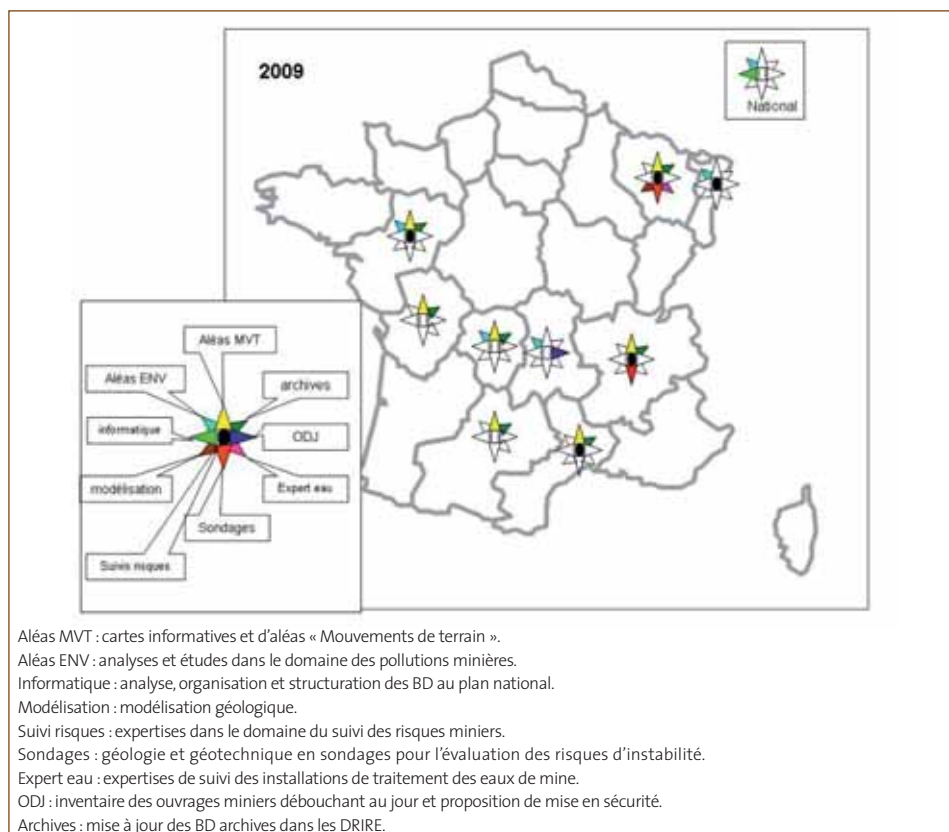 2009
National
Aléas MVT
Aléas ENV
archives
informatique
ODJ
modélisation
Expert eau
Sondages
Suivis risques
Aléas MVT : cartes informatives et d’aléas « Mouvements de terrain ».
Aléas ENV : analyses et études dans le domaine des pollutions minières.
Informatique : analyse, organisation et structuration des BD au plan national.
Modélisation : modélisation géologique.
Suivi risques : expertises dans le domaine du suivi des risques miniers.
Sondages : géologie et géotechnique en sondages pour l’évaluation des risques d’instabilité.
Expert eau : expertises de suivi des installations de traitement des eaux de mine.
ODJ : inventaire des ouvrages miniers débouchant au jour et proposition de mise en sécurité.
Archives : mise à jour des BD archives dans les DRIRE.